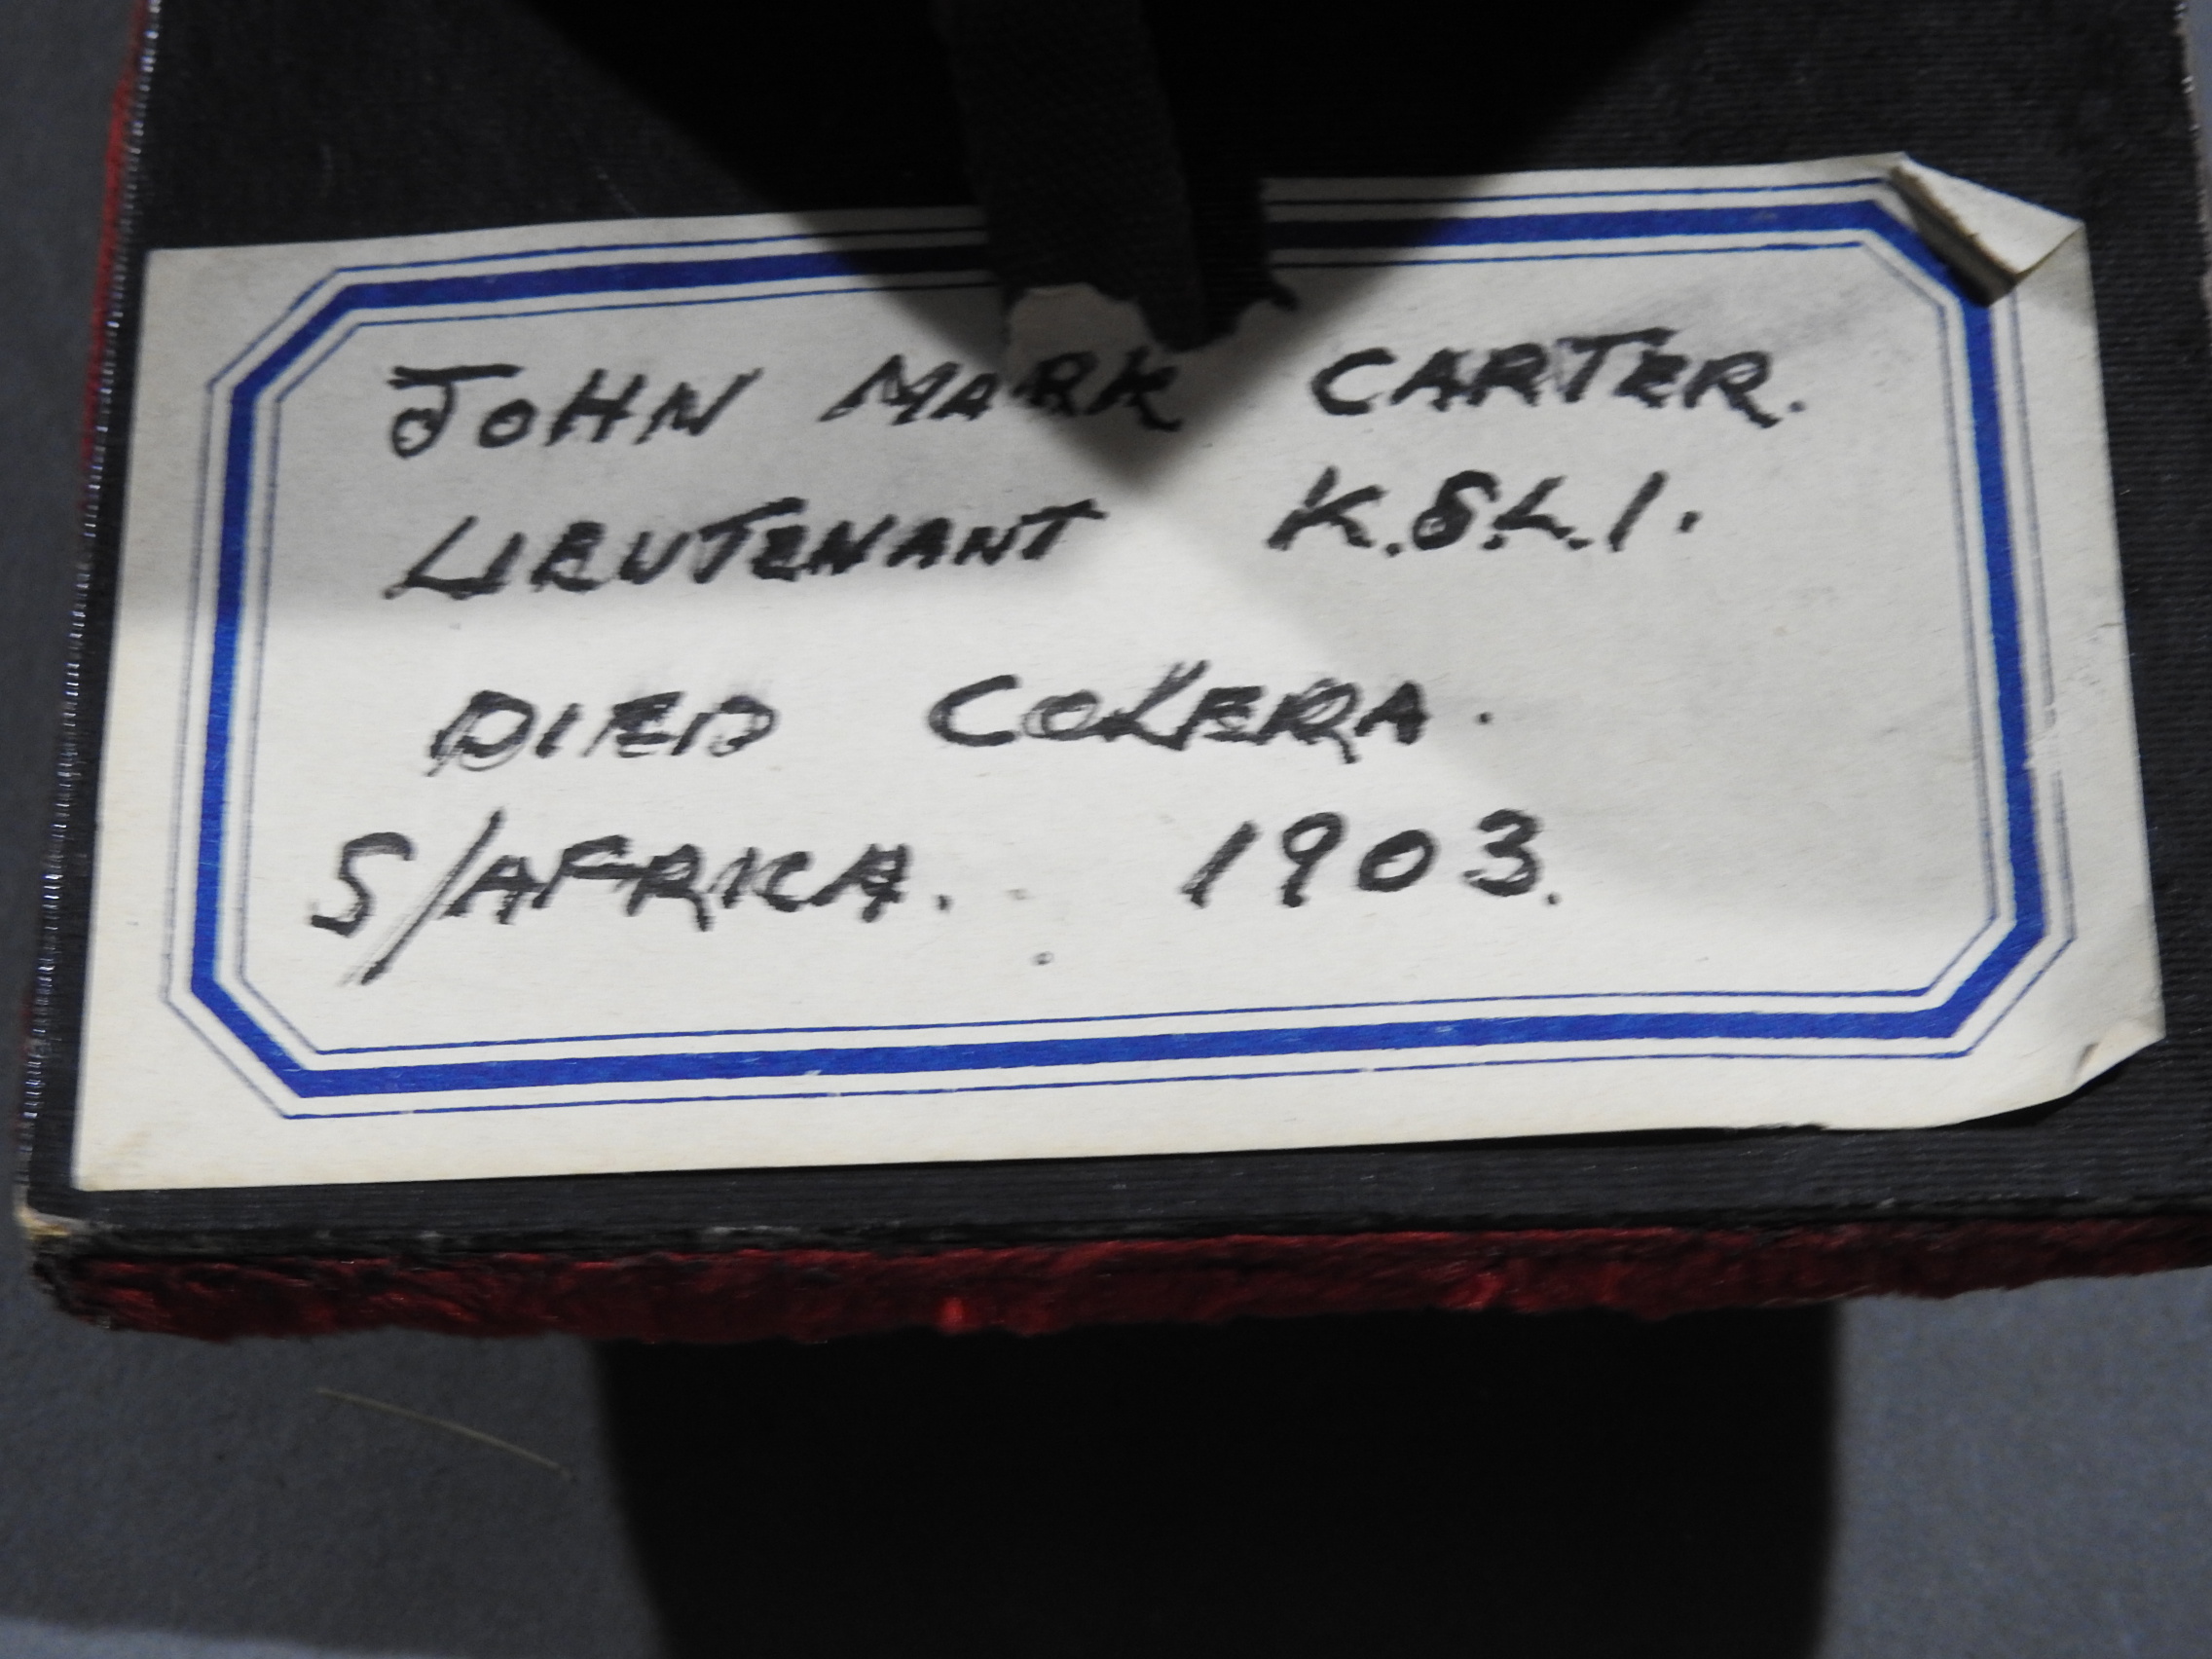 JOHN MARK CARTER.
LIEUTENANT K.S.L.I.
DIED COLERA.
S/AFRICA. 1903.